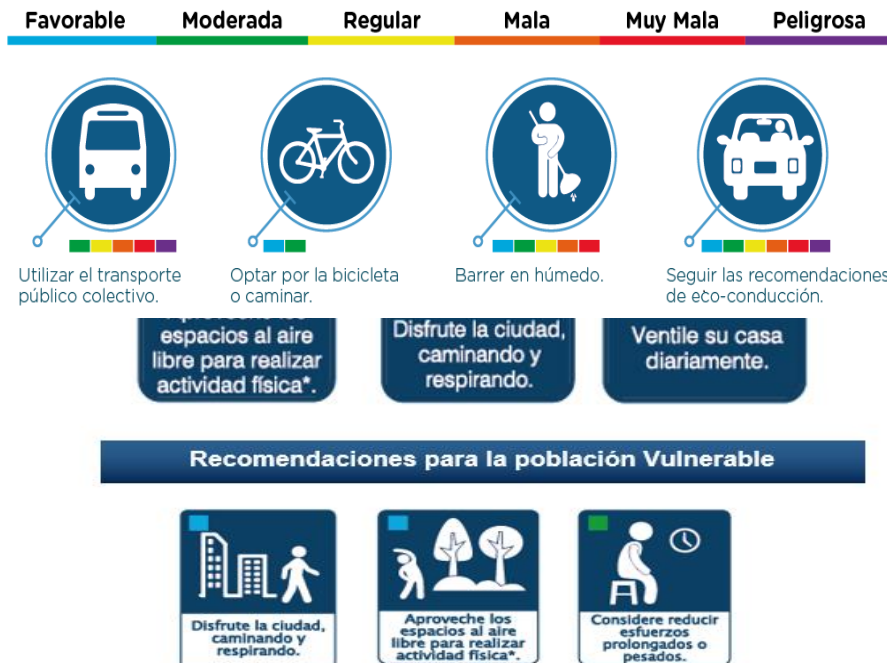 Favorable Moderada Regular Mala Muy Mala Peligrosa
Utilizar el transporte
público colectivo.
Optar por la bicicleta
o caminar.
Barrer en húmedo.
Seguir las recomendaciones
de eco-conducción.
espacios al aire
libre para realizar
actividad física*.
Disfrute la ciudad,
caminando y
respirando.
Ventile su casa
diariamente.
Recomendaciones para la población Vulnerable
Disfrute la ciudad,
caminando y
respirando.
Aproveche los
espacios al aire
libre para realizar
actividad física*.
Considere reducir
esfuerzos
prolongados o
pesados.